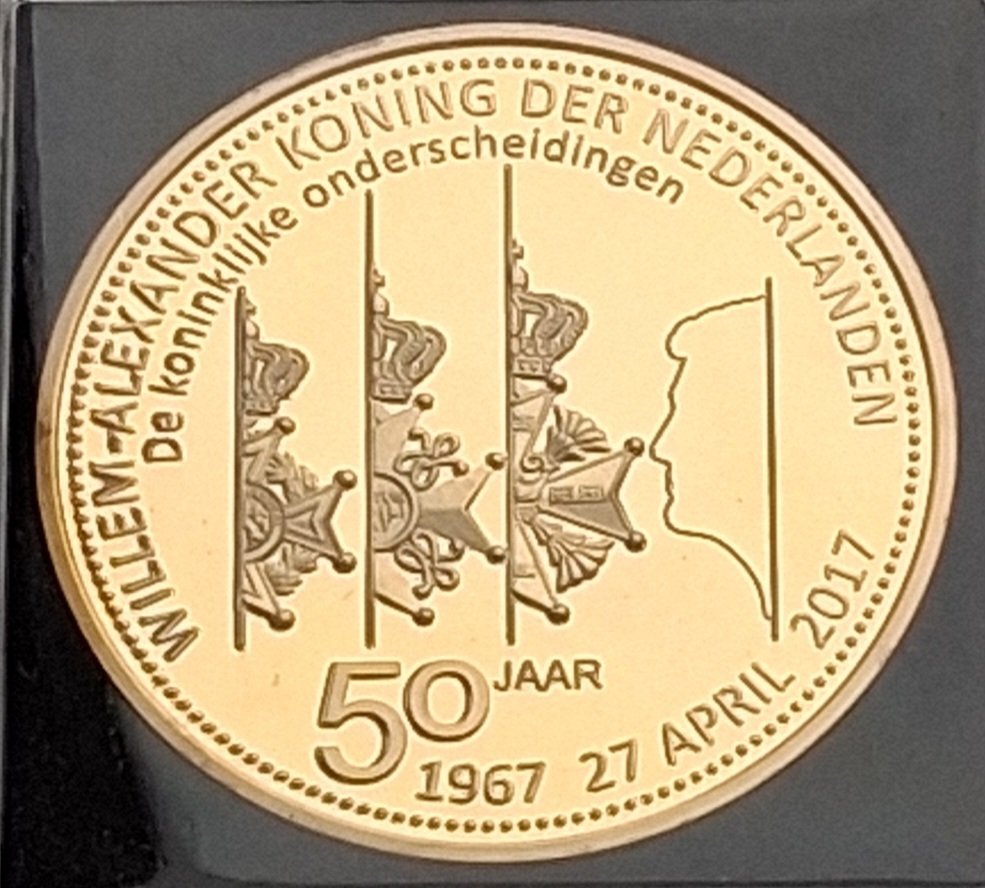 WILLEM-ALEXANDER KONING DER NEDERLANDEN
De koninklijke onderscheidingen
50 JAAR
1967 27 APRIL 2017